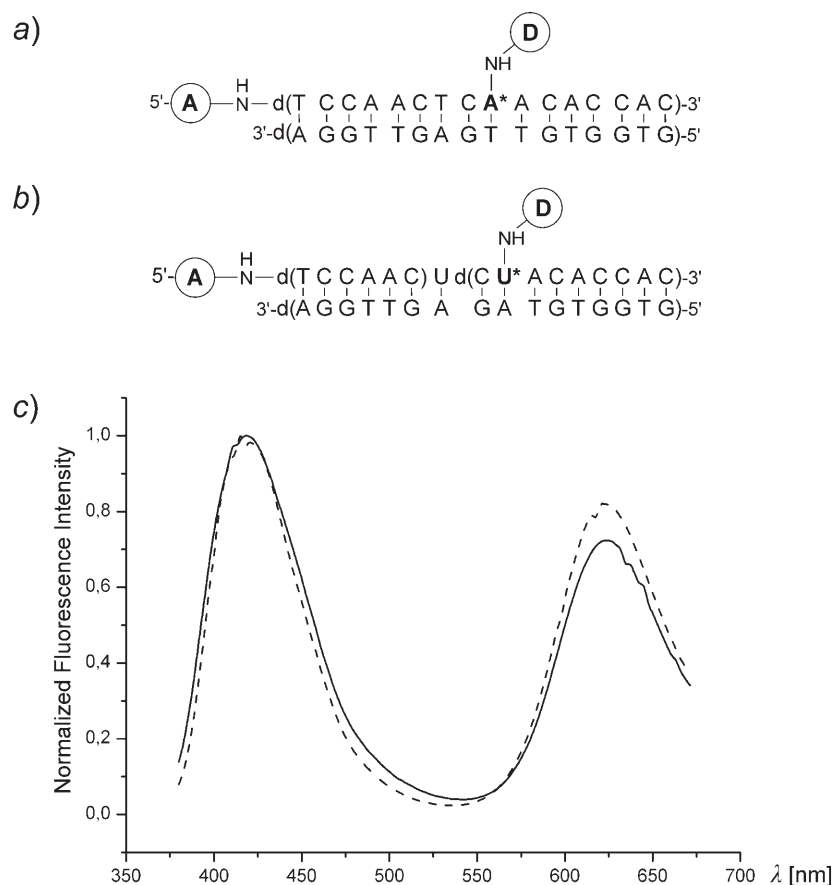 a)
D
NH
H
5'- A N d(T C C A A C T C A* A C A C C A C)-3'
3'-d(A G G T T G A G T T G T G G T G)-5'
b)
D
NH
H
5'- A N d(T C C A A C) U d(C U* A C A C C A C)-3'
3'-d(A G G T T G A G A T G T G G T G)-5'
c)
Normalized Fluorescence Intensity
1,0
0,8
0,6
0,4
0,2
0,0
350 400 450 500 550 600 650 700 λ [nm]